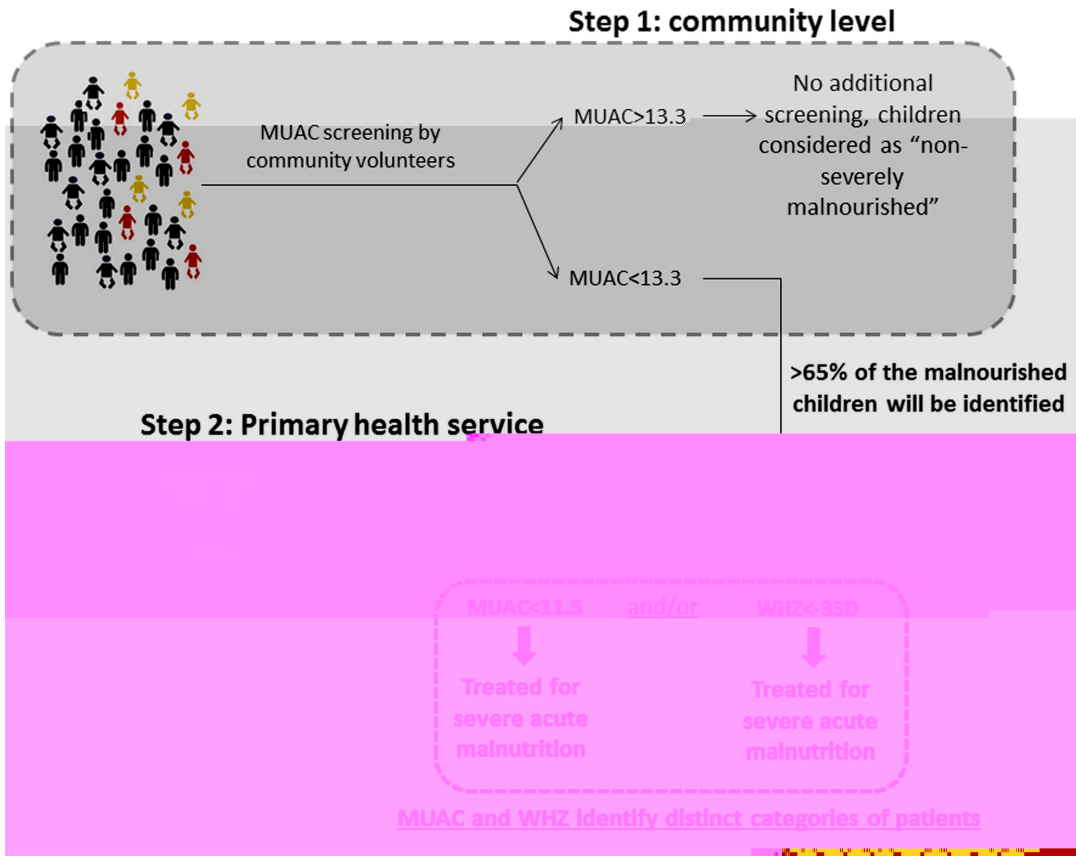 Step 1: community level
MUAC screening by
community volunteers
MUAC>13.3
No additional
screening, children
considered as “non-
severely
malnourished”
MUAC<13.3
>65% of the malnourished
children will be identified
Step 2: Primary health service
MUAC<11.5 and/or WHZ<-3SD
Treated for
severe acute
malnutrition
Treated for
severe acute
malnutrition
MUAC and WHZ identify distinct categories of patients